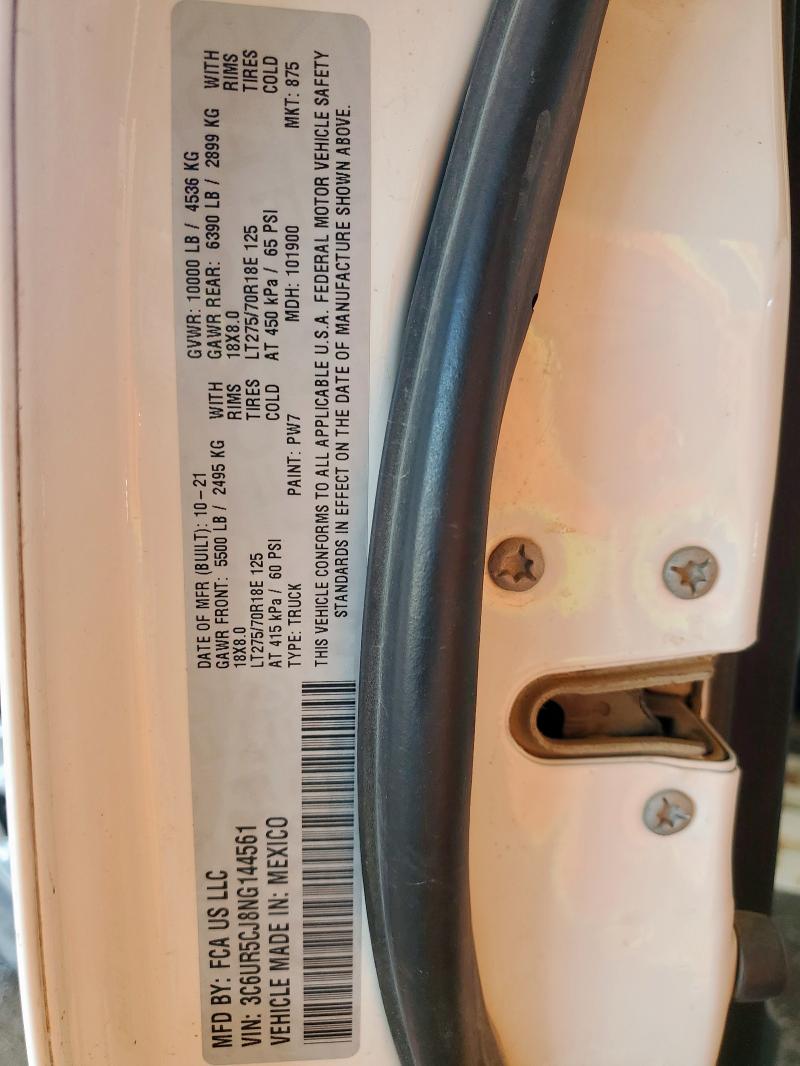 MFD BY: FCA US LLC
VIN: 3C6UR5CJ8NG144561
VEHICLE MADE IN: MEXICO
DATE OF MFR (BUILT): 10-21
GVWR: 10000 LB / 4536 KG
GAWR FRONT: 5500 LB / 2495 KG WITH
GAWR REAR: 6390 LB / 2899 KG WITH
18X8.0 RIMS
18X8.0 RIMS
LT275/70R18E 125 TIRES
LT275/70R18E 125 TIRES
AT 415 kPa / 60 PSI COLD
AT 450 kPa / 65 PSI COLD
TYPE: TRUCK PAINT: PW7 MDH: 101900 MKT: 875
THIS VEHICLE CONFORMS TO ALL APPLICABLE U.S.A. FEDERAL MOTOR VEHICLE SAFETY
STANDARDS IN EFFECT ON THE DATE OF MANUFACTURE SHOWN ABOVE.